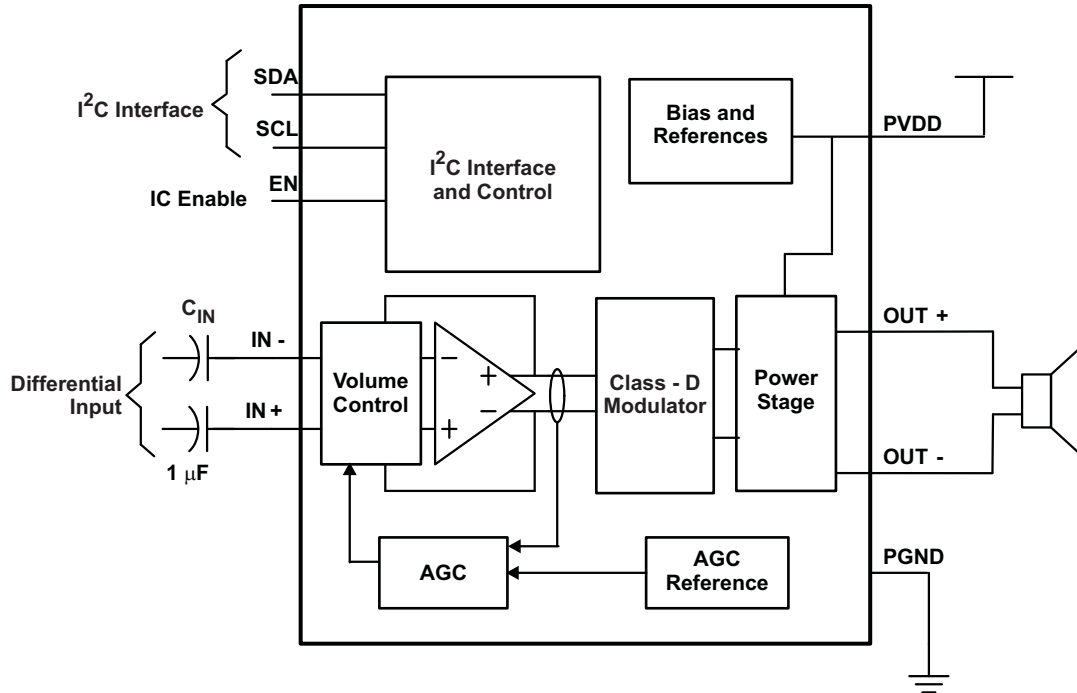 SDA
I²C Interface
SCL
EN
IC Enable
I²C Interface
and Control
Bias and
References
PVDD
C_IN
IN -
Differential
Input
IN +
1 μF
Volume
Control
−
+
+
−
Class - D
Modulator
Power
Stage
OUT +
OUT -
AGC
AGC
Reference
PGND